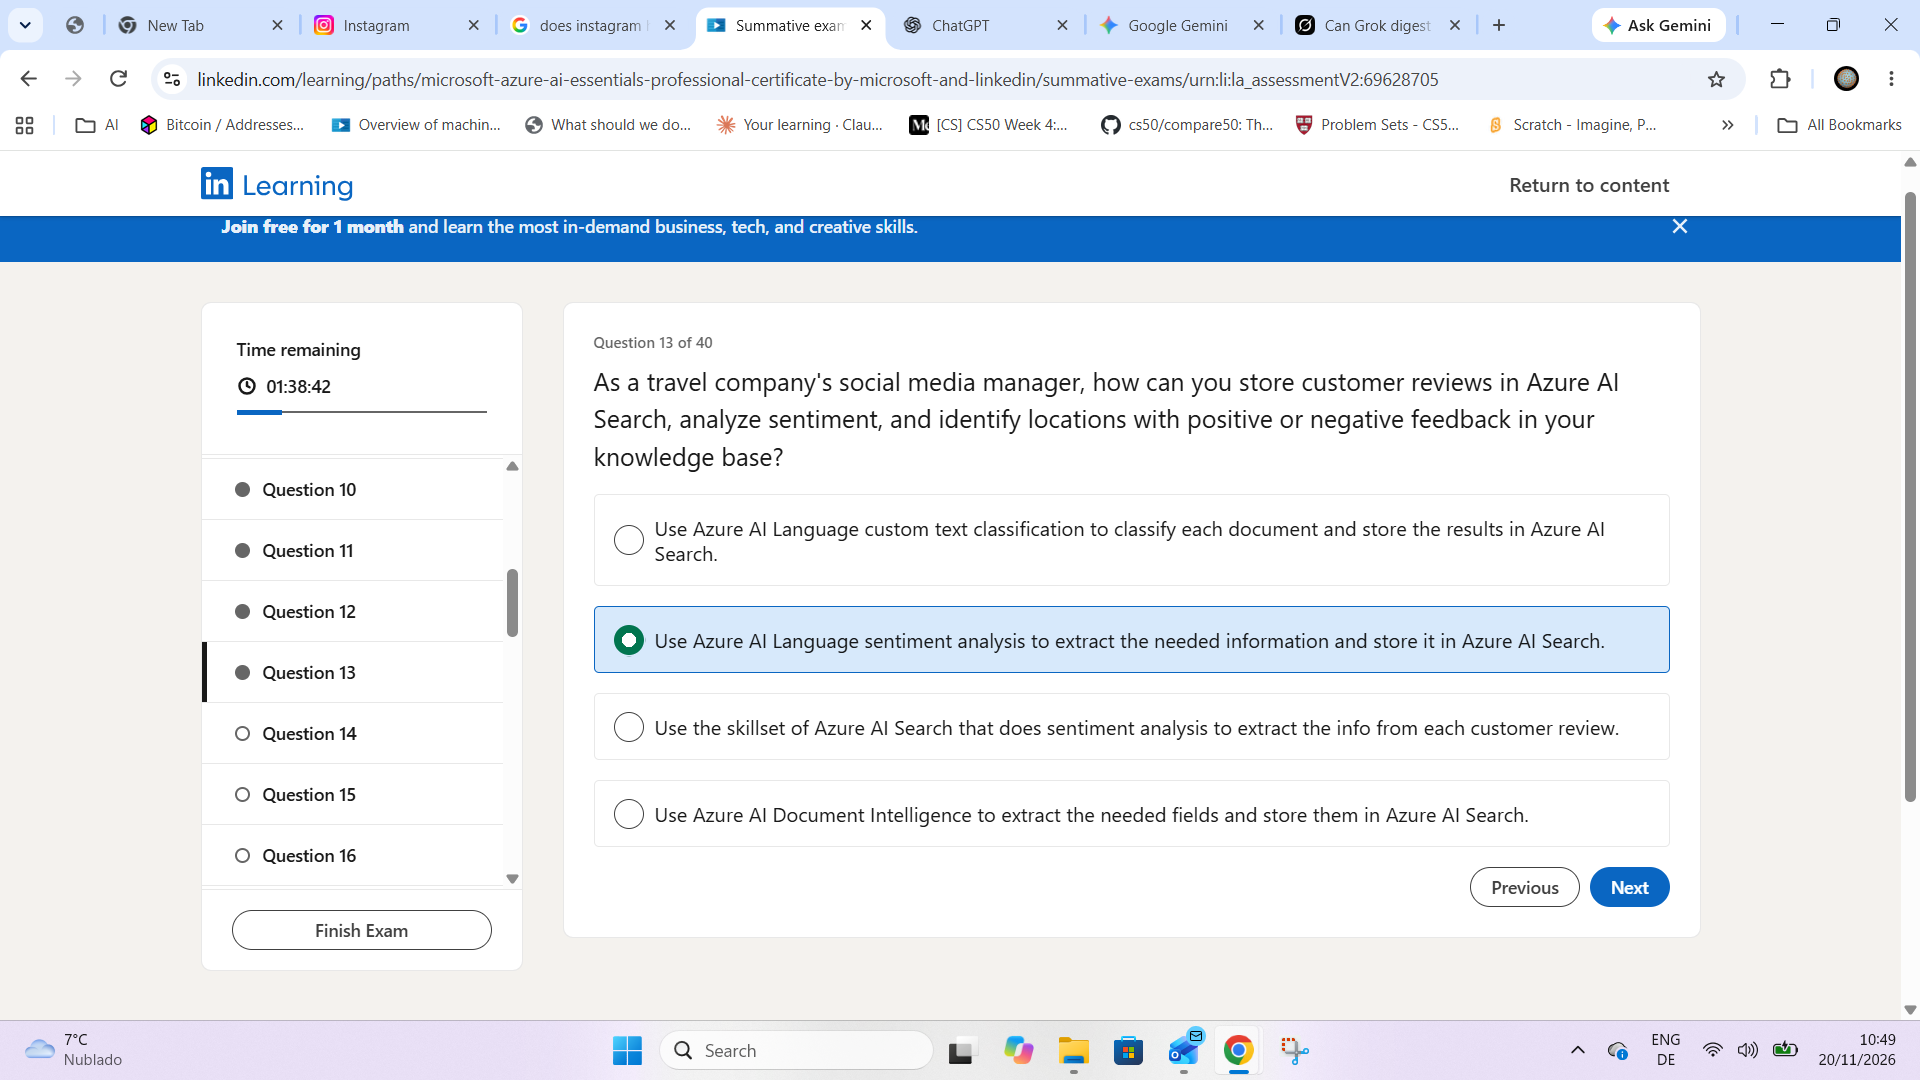 New Tab
Instagram
does instagram
Summative exam
ChatGPT
Google Gemini
Can Grok digest
Ask Gemini
linkedin.com/learning/paths/microsoft-azure-ai-essentials-professional-certificate-by-microsoft-and-linkedin/summative-exams/urn:li:la_assessmentV2:69628705
AI
Bitcoin / Addresses...
Overview of machin...
What should we do...
Your learning · Clau...
[CS] CS50 Week 4:...
cs50/compare50: Th...
Problem Sets - CS5...
Scratch - Imagine, P...
All Bookmarks
in Learning
Return to content
Join free for 1 month and learn the most in-demand business, tech, and creative skills.
Time remaining
01:38:42
Question 10
Question 11
Question 12
Question 13
Question 14
Question 15
Question 16
Finish Exam
Question 13 of 40
As a travel company's social media manager, how can you store customer reviews in Azure AI
Search, analyze sentiment, and identify locations with positive or negative feedback in your
knowledge base?
Use Azure AI Language custom text classification to classify each document and store the results in Azure AI
Search.
Use Azure AI Language sentiment analysis to extract the needed information and store it in Azure AI Search.
Use the skillset of Azure AI Search that does sentiment analysis to extract the info from each customer review.
Use Azure AI Document Intelligence to extract the needed fields and store them in Azure AI Search.
Previous
Next
7°C
Nublado
Search
ENG
DE
10:49
20/11/2026